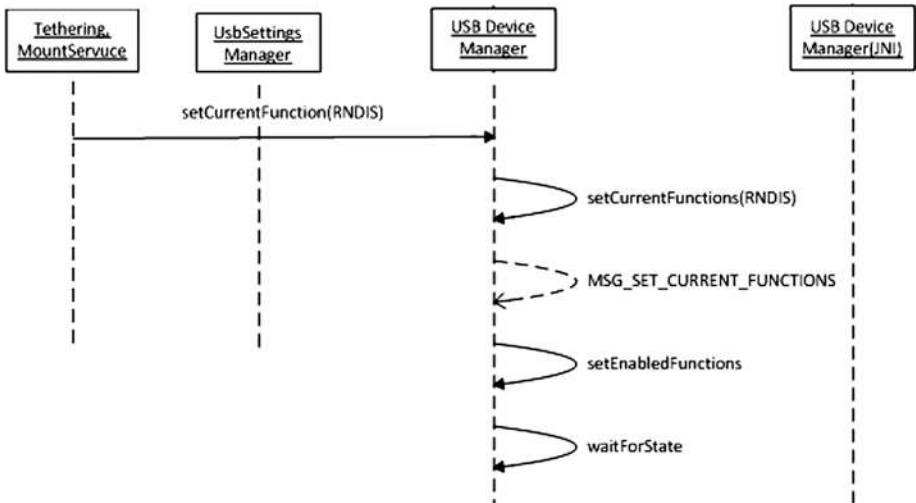 Tethering,
MountServuce
UsbSettings
Manager
USB Device
Manager
USB Device
Manager(JNI)
setCurrentFunction(RNDIS)
setCurrentFunctions(RNDIS)
MSG_SET_CURRENT_FUNCTIONS
setEnabledFunctions
waitForState